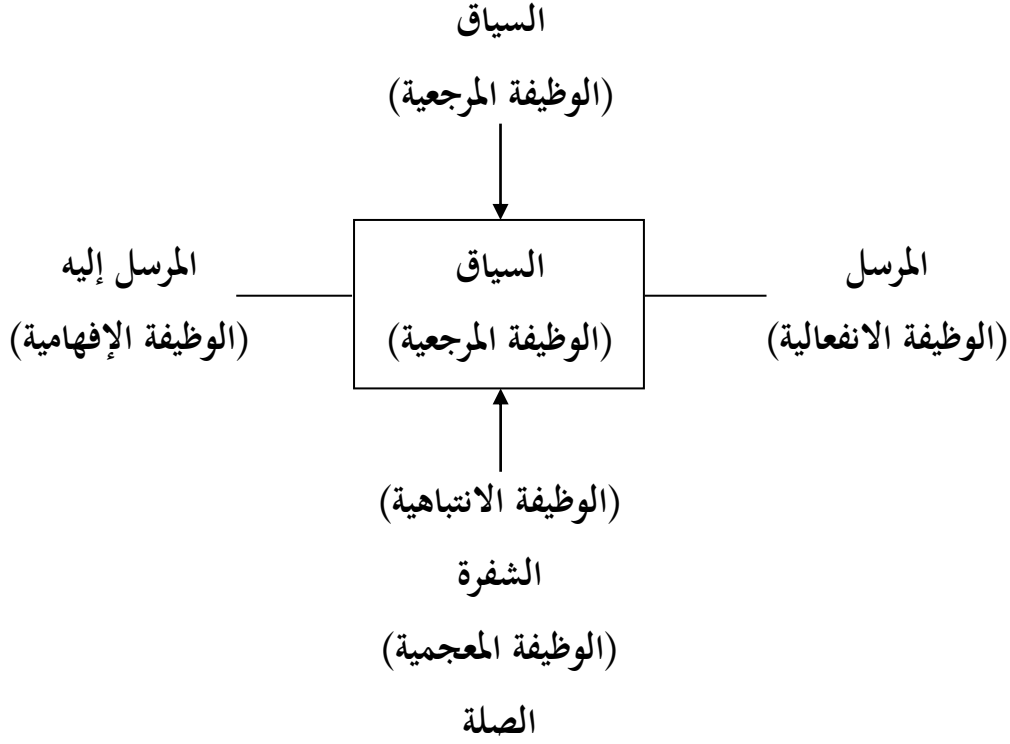 السياق
(الوظيفة المرجعية)
المرسل
(الوظيفة الانفعالية)
السياق
(الوظيفة المرجعية)
المرسل إليه
(الوظيفة الإفهامية)
(الوظيفة الانتباهية)
الشفرة
(الوظيفة المعجمية)
الصلة